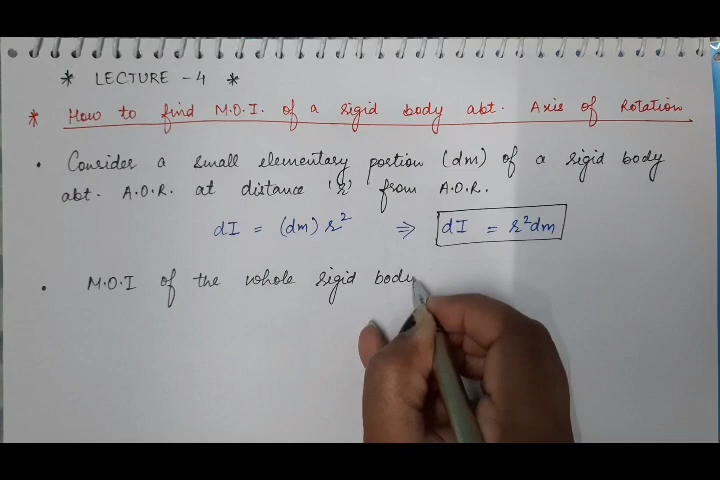 * LECTURE - 4 *
* How to find M.O.I. of a rigid body abt. Axis of Rotation
• Consider a small elementary portion (dm) of a rigid body
abt. A.O.R. at distance 'r' from A.O.R.
dI = (dm) r² ⇒ dI = r²dm
• M.O.I of the whole rigid body